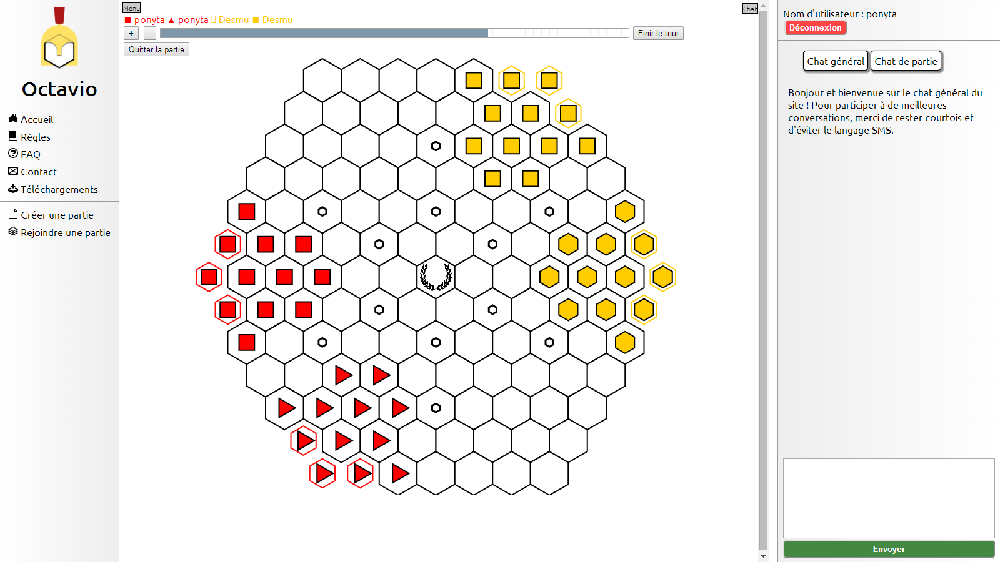 Octavio
Accueil
Règles
FAQ
Contact
Téléchargements
Créer une partie
Rejoindre une partie
Menu
Chat
ponyta ponyta Desmu Desmu
+ - Finir le tour
Quitter la partie
Nom d'utilisateur : ponyta
Déconnexion
Chat général Chat de partie
Bonjour et bienvenue sur le chat général du
site ! Pour participer à de meilleures
conversations, merci de rester courtois et
d'éviter le langage SMS.
Envoyer